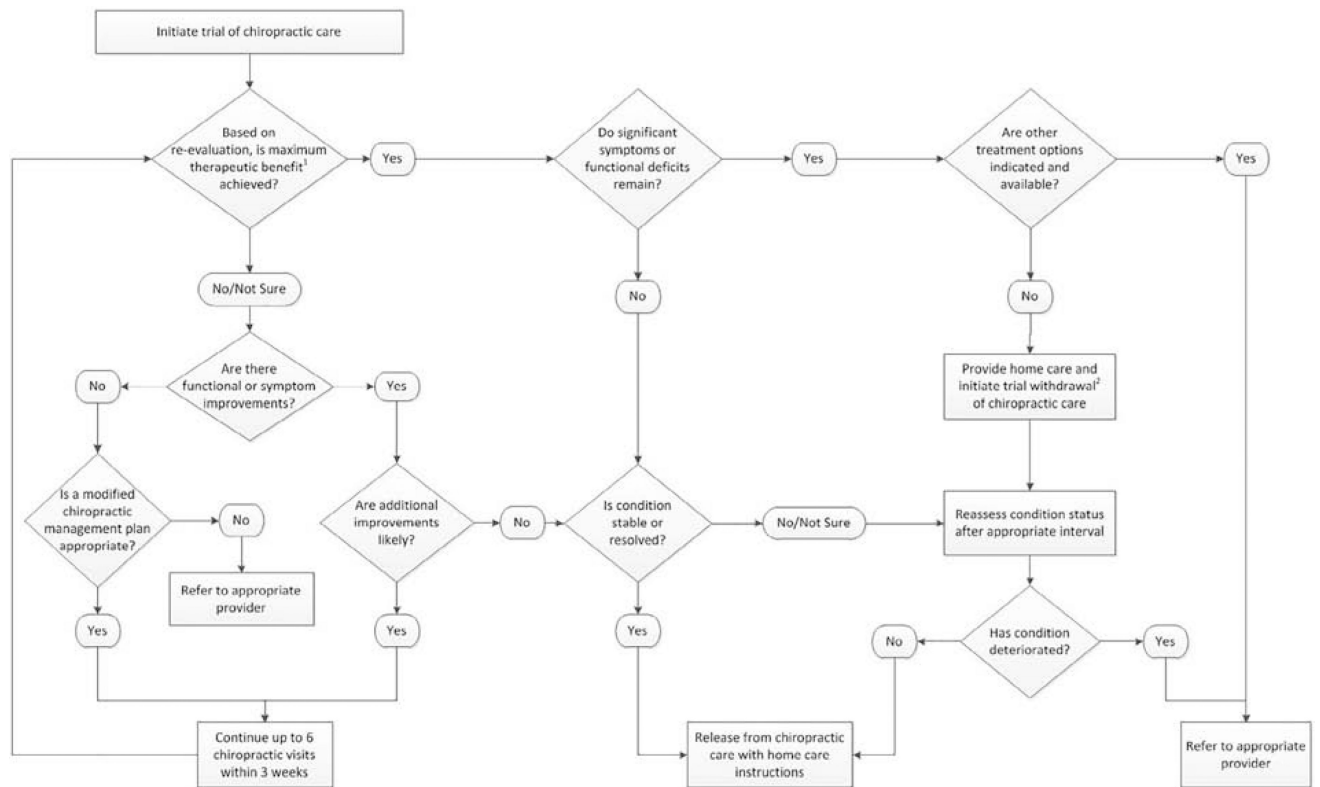 Initiate trial of chiropractic care
Based on
re-evaluation, is maximum
therapeutic benefit1
achieved?
Yes
Do significant
symptoms or
functional deficits
remain?
Yes
Are other
treatment options
indicated and
available?
Yes
No/Not Sure
No
No
Are there
functional or symptom
improvements?
No
Yes
Provide home care and
initiate trial withdrawal2
of chiropractic care
Is a modified
chiropractic
management plan
appropriate?
No
Refer to appropriate
provider
Yes
Are additional
improvements
likely?
No
Yes
Is condition
stable or
resolved?
No/Not Sure
Yes
Reassess condition status
after appropriate interval
Has condition
deteriorated?
No
Yes
Continue up to 6
chiropractic visits
within 3 weeks
Release from chiropractic
care with home care
instructions
Refer to appropriate
provider